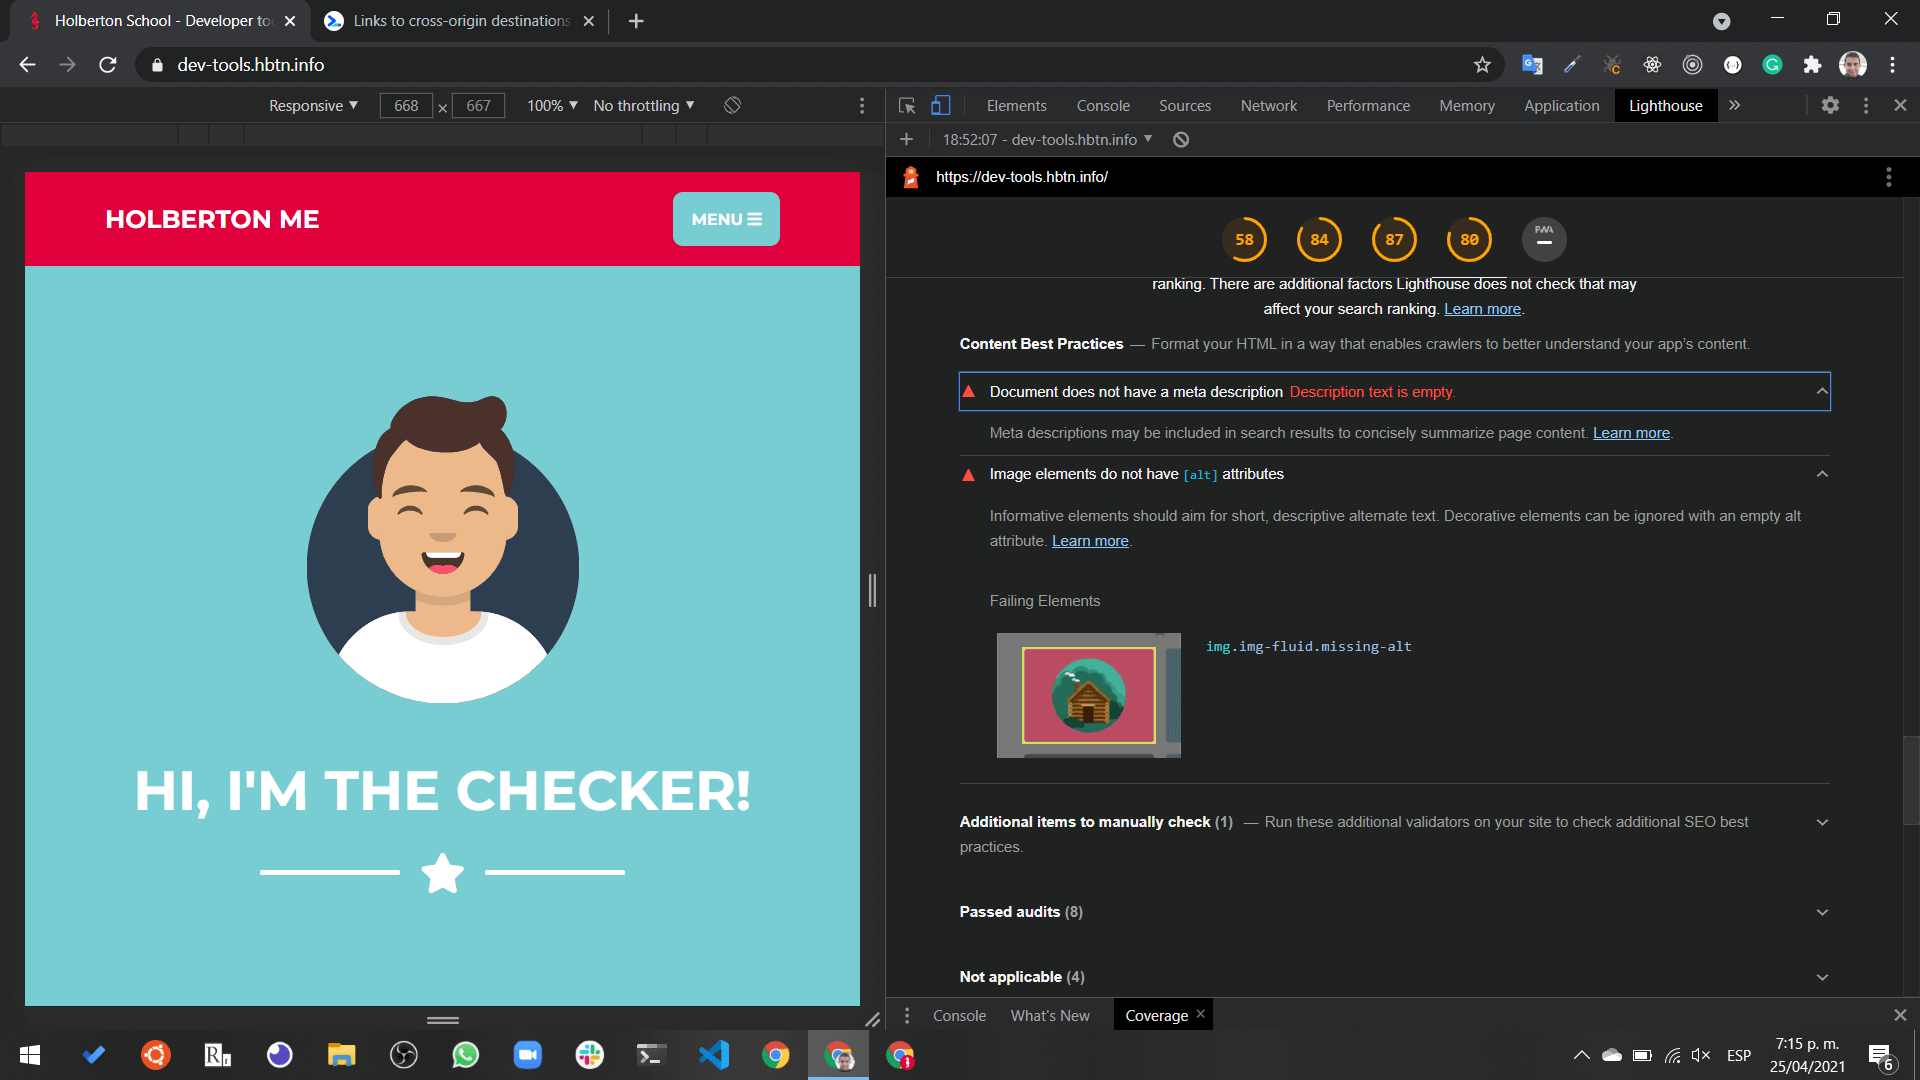 Holberton School - Developer to
Links to cross-origin destinations
dev-tools.hbtn.info
Responsive
668 × 667
100%
No throttling
HOLBERTON ME
MENU
HI, I'M THE CHECKER!
Elements Console Sources Network Performance Memory Application Lighthouse
18:52:07 - dev-tools.hbtn.info
https://dev-tools.hbtn.info/
58 84 87 80 PWA
ranking. There are additional factors Lighthouse does not check that may
affect your search ranking. Learn more.
Content Best Practices — Format your HTML in a way that enables crawlers to better understand your app's content.
Document does not have a meta description Description text is empty.
Meta descriptions may be included in search results to concisely summarize page content. Learn more.
Image elements do not have [alt] attributes
Informative elements should aim for short, descriptive alternate text. Decorative elements can be ignored with an empty alt
attribute. Learn more.
Failing Elements
img.img-fluid.missing-alt
Additional items to manually check (1) — Run these additional validators on your site to check additional SEO best
practices.
Passed audits (8)
Not applicable (4)
Console What's New Coverage
ESP
7:15 p. m.
25/04/2021
6